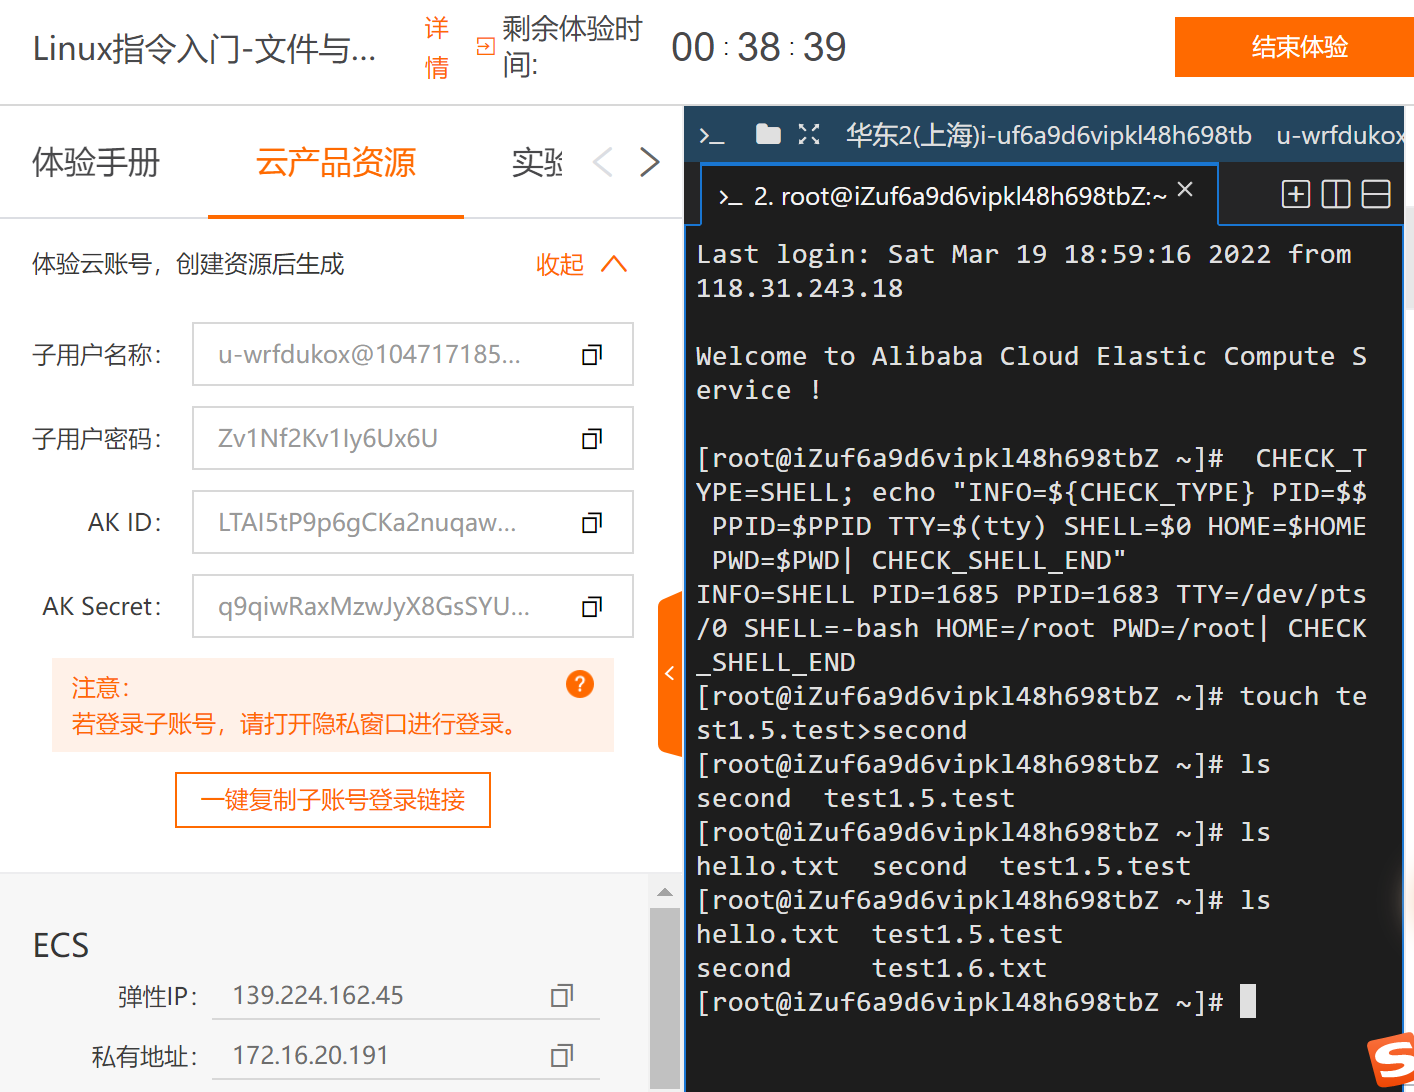 Linux指令入门-文件与...
详情
剩余体验时间:
00 : 38 : 39
结束体验
体验手册
云产品资源
实验
体验云账号，创建资源后生成
收起
子用户名称:
u-wrfdukox@104717185...
子用户密码:
Zv1Nf2Kv1Iy6Ux6U
AK ID:
LTAI5tP9p6gCKa2nuqaw...
AK Secret:
q9qiwRaxMzwJyX8GsSYU...
注意:
若登录子账号，请打开隐私窗口进行登录。
一键复制子账号登录链接
ECS
弹性IP:
139.224.162.45
私有地址:
172.16.20.191
华东2(上海)i-uf6a9d6vipkl48h698tb u-wrfdukox
2. root@iZuf6a9d6vipkl48h698tbZ:~
Last login: Sat Mar 19 18:59:16 2022 from
118.31.243.18
Welcome to Alibaba Cloud Elastic Compute S
ervice !
[root@iZuf6a9d6vipkl48h698tbZ ~]#  CHECK_T
YPE=SHELL; echo "INFO=${CHECK_TYPE} PID=$$
 PPID=$PPID TTY=$(tty) SHELL=$0 HOME=$HOME
 PWD=$PWD| CHECK_SHELL_END"
INFO=SHELL PID=1685 PPID=1683 TTY=/dev/pts
/0 SHELL=-bash HOME=/root PWD=/root| CHECK
_SHELL_END
[root@iZuf6a9d6vipkl48h698tbZ ~]# touch te
st1.5.test>second
[root@iZuf6a9d6vipkl48h698tbZ ~]# ls
second  test1.5.test
[root@iZuf6a9d6vipkl48h698tbZ ~]# ls
hello.txt  second  test1.5.test
[root@iZuf6a9d6vipkl48h698tbZ ~]# ls
hello.txt  test1.5.test
second     test1.6.txt
[root@iZuf6a9d6vipkl48h698tbZ ~]#